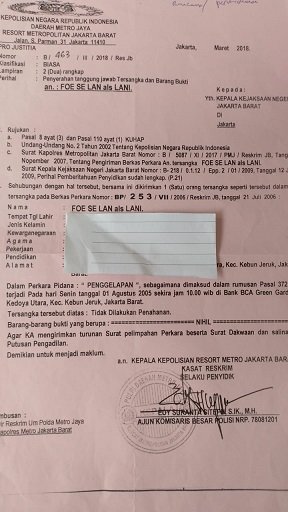 KEPOLISIAN NEGARA REPUBLIK INDONESIA
DAERAH METRO JAYA
RESORT METROPOLITAN JAKARTA BARAT
Jalan. S. Parman 31 Jakarta 11410
PRO JUSTITIA
Jakarta, Maret 2018.
Nomor : B / 463 / III / 2018 / Res Jb
Klasifikasi : BIASA
Lampiran : 2 (Dua) rangkap
Perihal : Penyerahan tanggung jawab Tersangka dan Barang Bukti
an. : FOE SE LAN als LANI.
Kepada :
Yth. KEPALA KEJAKSAAN NEGERI
DI
Jakarta
Rujukan :
a. Pasal 8 ayat (3) dan Pasal 110 ayat (1) KUHAP
b. Undang-Undang No. 2 Tahun 2002 Tentang Kepolisian Negara Republik Indonesia
c. Surat Kapolres Metropolitan Jakarta Barat Nomor : B / 5087 / XI / 2017 / PMJ / Restro JB, Tang
Nopember 2007, Tentang Pengiriman Berkas Perkara An. tersangka FOE SE LAN als LANI.
d. Surat Kepala Kejaksaan Negeri Jakarta Barat Nomor : B- 218 / 0.1.12 / Epp. 2 / 01 / 2009, Tanggal 12
2009, Perihal Pemberitahuan Penyidikan sudah lengkap. (P.21)
Sehubungan dengan hal tersebut, bersama ini dikirimkan 1 (Satu) orang tersangka seperti tersebut dalam
tersangka pada Berkas Perkara Nomor : BP/ 253 / VII / 2006 / Restro JB, tanggal 21 Juni 2006 :
Nama : FOE SE LAN als LANI.
Tempat Tgl Lahir
Jenis Kelamin
Kewarganegaraan
Agama
Pekerjaan
Pendidikan
Alamat
Kec. Kebun Jeruk, Ja
Barat
Dalam Perkara Pidana : " PENGGELAPAN ", sebagaimana dimaksud dalam rumusan Pasal 372
terjadi Pada hari Senin tanggal 01 Agustus 2005 sekira jam 10.00 wib di Bank BCA Green Gard
Kedoya Utara, Kec. Kebun Jeruk, Jakarta Barat.
Tersangka tersebut diatas : Tidak Dilakukan Penahanan.
Barang-barang bukti yang berupa : NIHIL
Agar KA mengirimkan turunan Surat pelimpahan Perkara beserta Surat Dakwaan dan salina
Putusan Pengadilan.
Demikian untuk menjadi maklum.
a.n. KEPALA KEPOLISIAN RESORT METRO JAKARTA BARA
KASAT RESKRIM
SELAKU PENYIDIK
EDY SURANTA SITEPU, S.I.K., M.H.
AJUN KOMISARIS BESAR POLISI NRP. 78081201
Tembusan :
Dir Reskrim Um Polda Metro Jaya
Kapolres Metro Jakarta Barat